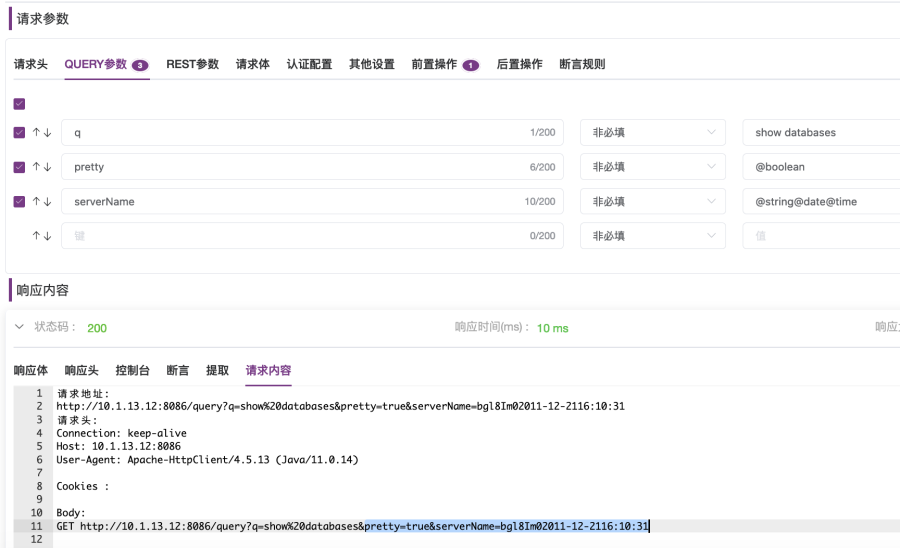 请求参数
请求头 QUERY参数 3 REST参数 请求体 认证配置 其他设置 前置操作 1 后置操作 断言规则
q 1/200 非必填 show databases
pretty 6/200 非必填 @boolean
serverName 10/200 非必填 @string@date@time
键 0/200 非必填 值
响应内容
状态码： 200 响应时间(ms)： 10 ms 响应
响应体 响应头 控制台 断言 提取 请求内容
1 请求地址:
2 http://10.1.13.12:8086/query?q=show%20databases&pretty=true&serverName=bgl8Im02011-12-2116:10:31
3 请求头:
4 Connection: keep-alive
5 Host: 10.1.13.12:8086
6 User-Agent: Apache-HttpClient/4.5.13 (Java/11.0.14)
7
8 Cookies :
9
10 Body:
11 GET http://10.1.13.12:8086/query?q=show%20databases&pretty=true&serverName=bgl8Im02011-12-2116:10:31
12